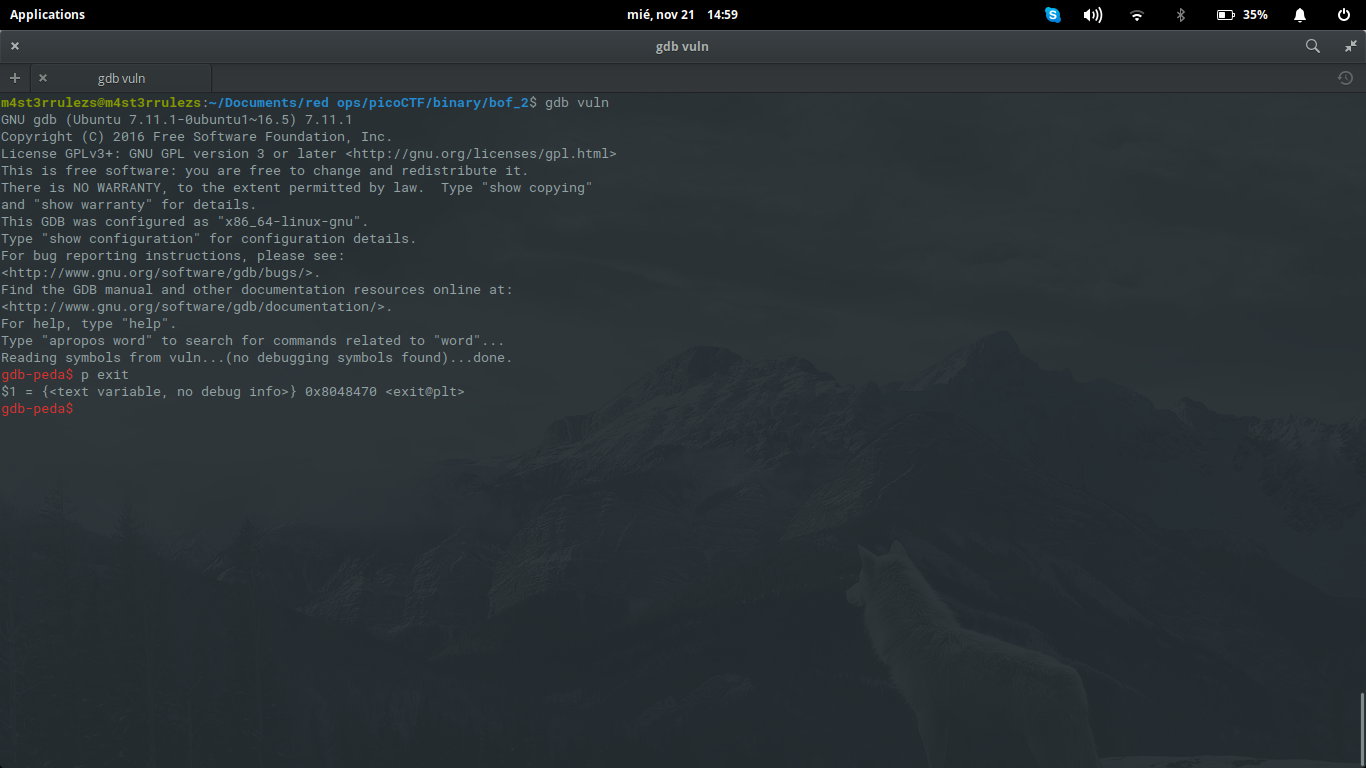 Applications
mié, nov 21 14:59
35%
gdb vuln
gdb vuln
m4st3rrulezs@m4st3rrulezs:~/Documents/red ops/picoCTF/binary/bof_2$ gdb vuln
GNU gdb (Ubuntu 7.11.1-0ubuntu1~16.5) 7.11.1
Copyright (C) 2016 Free Software Foundation, Inc.
License GPLv3+: GNU GPL version 3 or later <http://gnu.org/licenses/gpl.html>
This is free software: you are free to change and redistribute it.
There is NO WARRANTY, to the extent permitted by law.  Type "show copying"
and "show warranty" for details.
This GDB was configured as "x86_64-linux-gnu".
Type "show configuration" for configuration details.
For bug reporting instructions, please see:
<http://www.gnu.org/software/gdb/bugs/>.
Find the GDB manual and other documentation resources online at:
<http://www.gnu.org/software/gdb/documentation/>.
For help, type "help".
Type "apropos word" to search for commands related to "word"...
Reading symbols from vuln...(no debugging symbols found)...done.
gdb-peda$ p exit
$1 = {<text variable, no debug info>} 0x8048470 <exit@plt>
gdb-peda$